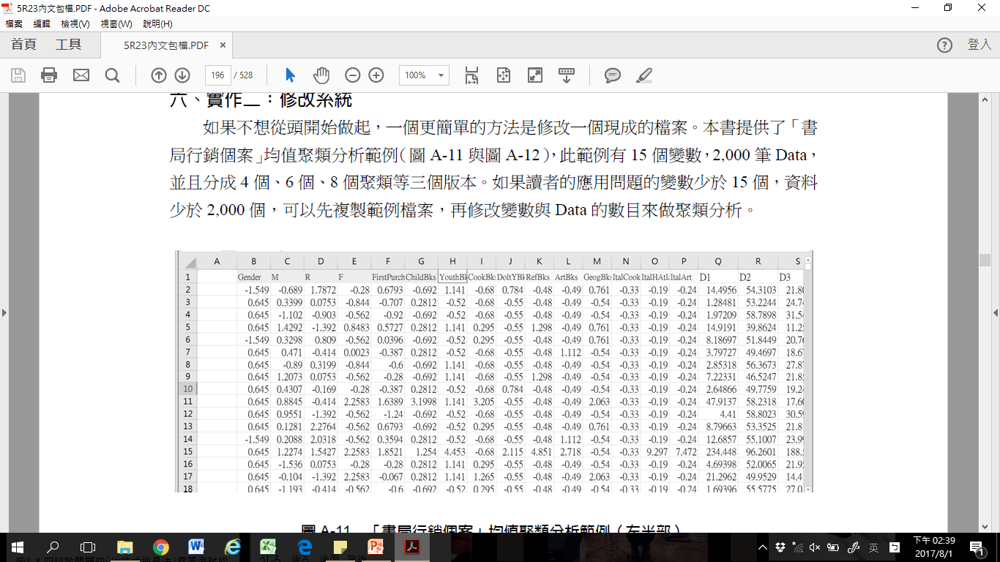 5R23內文包檔.PDF - Adobe Acrobat Reader DC
檔案 編輯 檢視(V) 視窗(W) 說明(H)
首頁 工具 5R23內文包檔.PDF × ? 登入
196 / 528 100%
六、實作二：修改系統
如果不想從頭開始做起，一個更簡單的方法是修改一個現成的檔案。本書提供了「書
局行銷個案」均值聚類分析範例（圖 A-11 與圖 A-12），此範例有 15 個變數，2,000 筆 Data，
並且分成 4 個、6 個、8 個聚類等三個版本。如果讀者的應用問題的變數少於 15 個，資料
少於 2,000 個，可以先複製範例檔案，再修改變數與 Data 的數目來做聚類分析。
A B C D E F G H I J K L M N O P Q R S
1 Gender M R F FirstPurch ChildBks YouthBk CookBks DoItYBk RefBks ArtBks GeogBks ItalCook ItalHAtla ItalArt D1 D2 D3
2 -1.549 -0.689 1.7872 -0.28 0.6793 -0.692 1.141 -0.68 0.784 -0.48 -0.49 0.761 -0.33 -0.19 -0.24 14.4956 54.3103 21.80
3 0.645 0.3399 0.0753 -0.844 -0.707 0.2812 -0.52 -0.68 -0.55 -0.48 -0.49 -0.54 -0.33 -0.19 -0.24 1.28481 53.2244 24.74
4 0.645 -1.102 -0.903 -0.562 -0.92 -0.692 -0.52 -0.68 -0.55 -0.48 -0.49 -0.54 -0.33 -0.19 -0.24 1.97209 58.7898 31.54
5 0.645 1.4292 -1.392 0.8483 0.5727 0.2812 1.141 0.295 -0.55 1.298 -0.49 0.761 -0.33 -0.19 -0.24 14.9191 39.8624 11.2
6 -1.549 0.3298 0.809 -0.562 0.0396 -0.692 -0.52 0.295 -0.55 -0.48 -0.49 0.761 -0.33 -0.19 -0.24 8.18697 51.8449 20.76
7 0.645 0.471 -0.414 0.0023 -0.387 0.2812 -0.52 -0.68 -0.55 -0.48 1.112 -0.54 -0.33 -0.19 -0.24 3.79727 49.4697 18.6
8 0.645 -0.89 0.3199 -0.844 -0.6 -0.692 1.141 -0.68 -0.55 -0.48 -0.49 -0.54 -0.33 -0.19 -0.24 2.85318 56.3673 27.8
9 0.645 1.2073 0.0753 -0.562 -0.28 -0.692 1.141 -0.68 -0.55 1.298 -0.49 -0.54 -0.33 -0.19 -0.24 7.22331 46.5247 21.8
10 0.645 0.4307 -0.169 -0.28 -0.387 0.2812 -0.52 -0.68 0.784 -0.48 -0.49 -0.54 -0.33 -0.19 -0.24 2.64866 49.7759 19.2
11 0.645 0.8845 -0.414 2.2583 1.6389 3.1998 1.141 3.205 -0.55 -0.48 -0.49 2.063 -0.33 -0.19 -0.24 47.9137 58.2318 17.60
12 0.645 0.9551 -1.392 -0.562 -1.24 -0.692 -0.52 -0.68 -0.55 -0.48 -0.49 -0.54 -0.33 -0.19 -0.24 4.41 58.8023 30.59
13 0.645 0.1281 2.2764 -0.562 0.6793 0.2812 -0.52 0.295 -0.55 -0.48 -0.49 0.761 -0.33 -0.19 -0.24 8.79663 53.3525 21.8
14 -1.549 0.2088 2.0318 -0.562 0.3594 0.2812 -0.52 -0.68 -0.55 -0.48 1.112 -0.54 -0.33 -0.19 -0.24 12.6857 55.1007 23.99
15 0.645 1.2274 1.5427 2.2583 1.8521 1.254 4.453 -0.68 2.115 4.851 2.718 -0.54 -0.33 9.297 7.472 234.448 96.2601 188.
16 0.645 -1.536 0.0753 -0.28 -0.28 0.2812 1.141 0.295 -0.55 -0.48 -0.49 -0.54 -0.33 -0.19 -0.24 4.69398 52.0065 21.9
17 0.645 -0.104 -1.392 2.2583 -0.067 0.2812 1.141 1.265 -0.55 -0.48 -0.49 2.063 -0.33 -0.19 -0.24 21.2962 49.9529 14.4
18 0.645 -1.193 -0.414 -0.562 -0.6 -0.692 -0.52 0.295 -0.55 -0.48 -0.49 -0.54 -0.33 -0.19 -0.24 1.69396 55.5775 27.0
圖 A-11 「書局行銷個案」均值聚類分析範例（左半部）
英 下午 02:39
2017/8/1